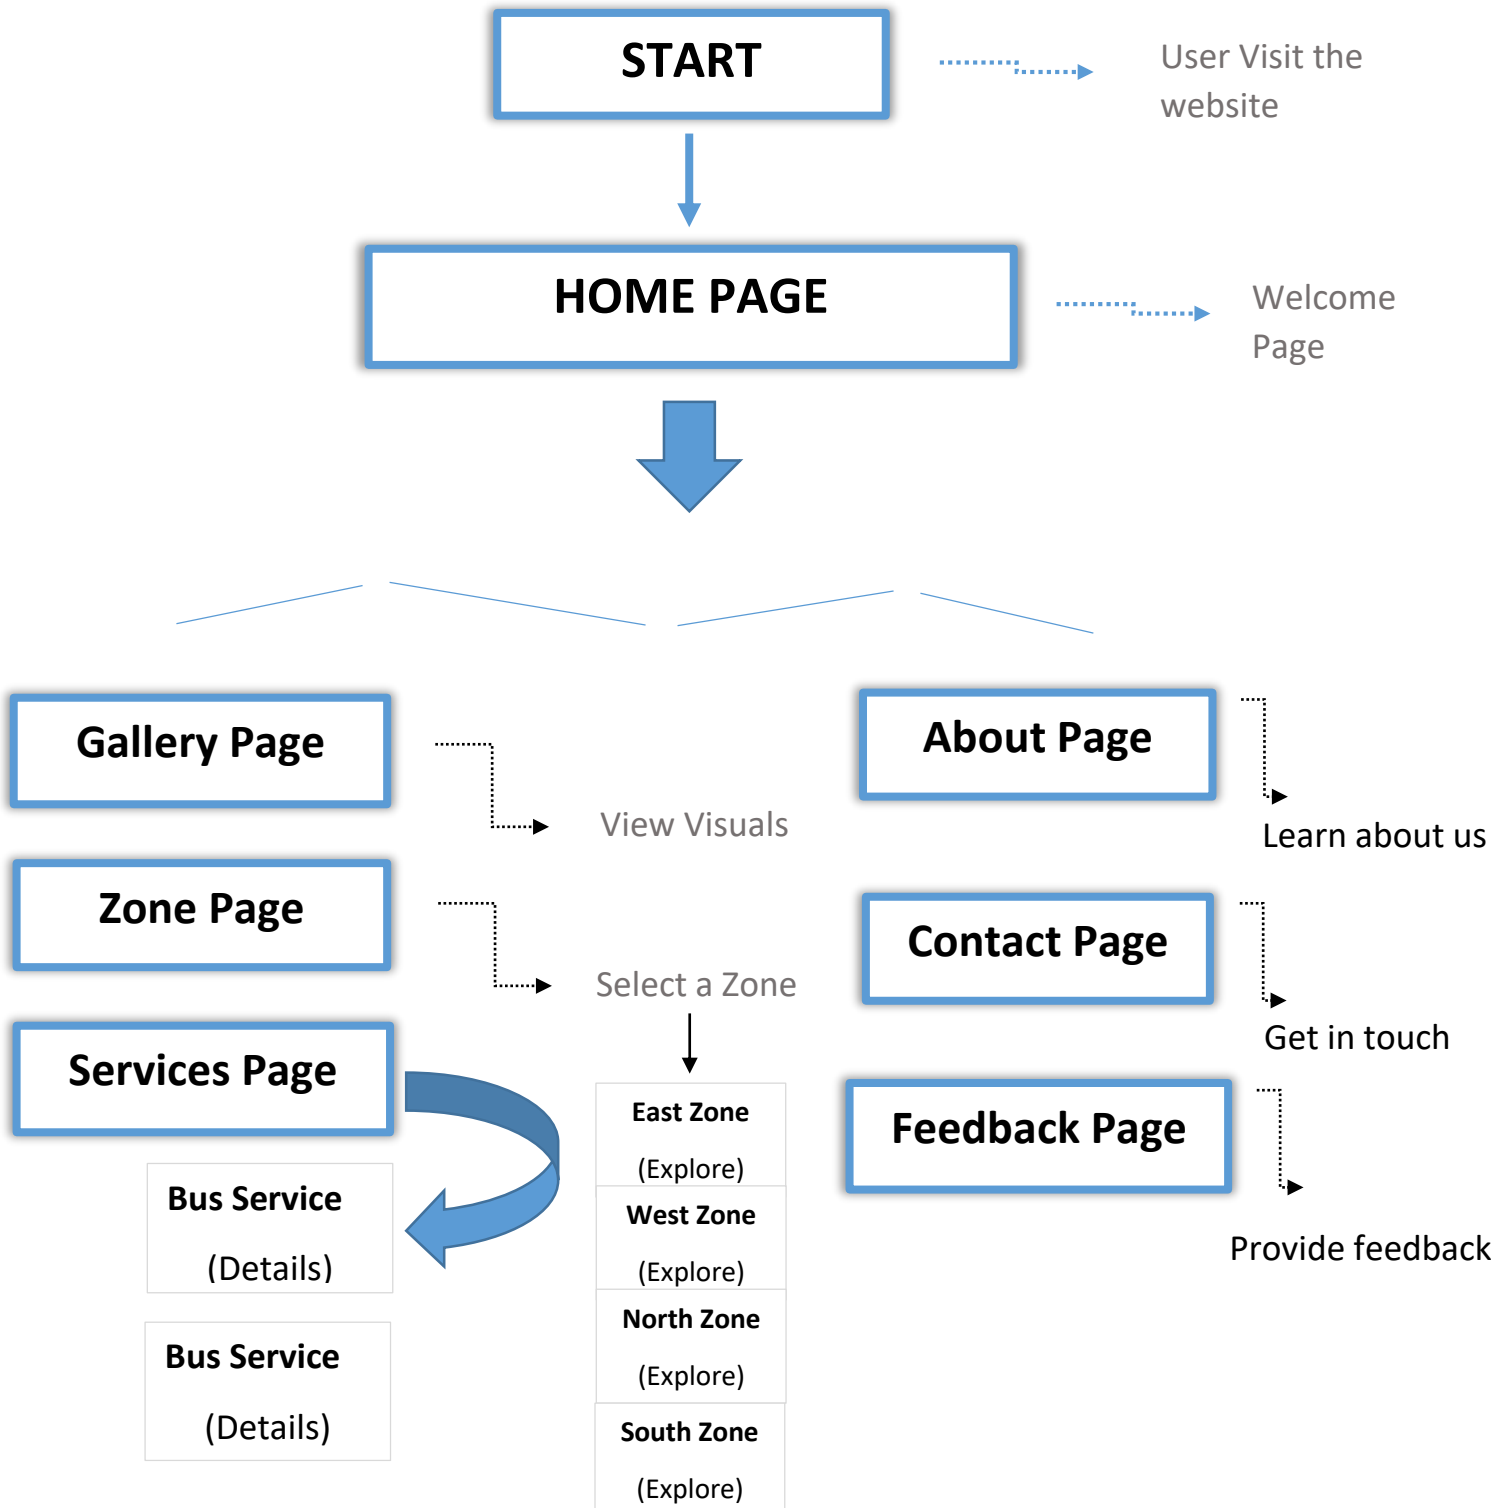 START
User Visit the
website
HOME PAGE
Welcome
Page
Gallery Page
View Visuals
Zone Page
Select a Zone
East Zone
(Explore)
West Zone
(Explore)
North Zone
(Explore)
South Zone
(Explore)
Services Page
Bus Service
(Details)
Bus Service
(Details)
About Page
Learn about us
Contact Page
Get in touch
Feedback Page
Provide feedback